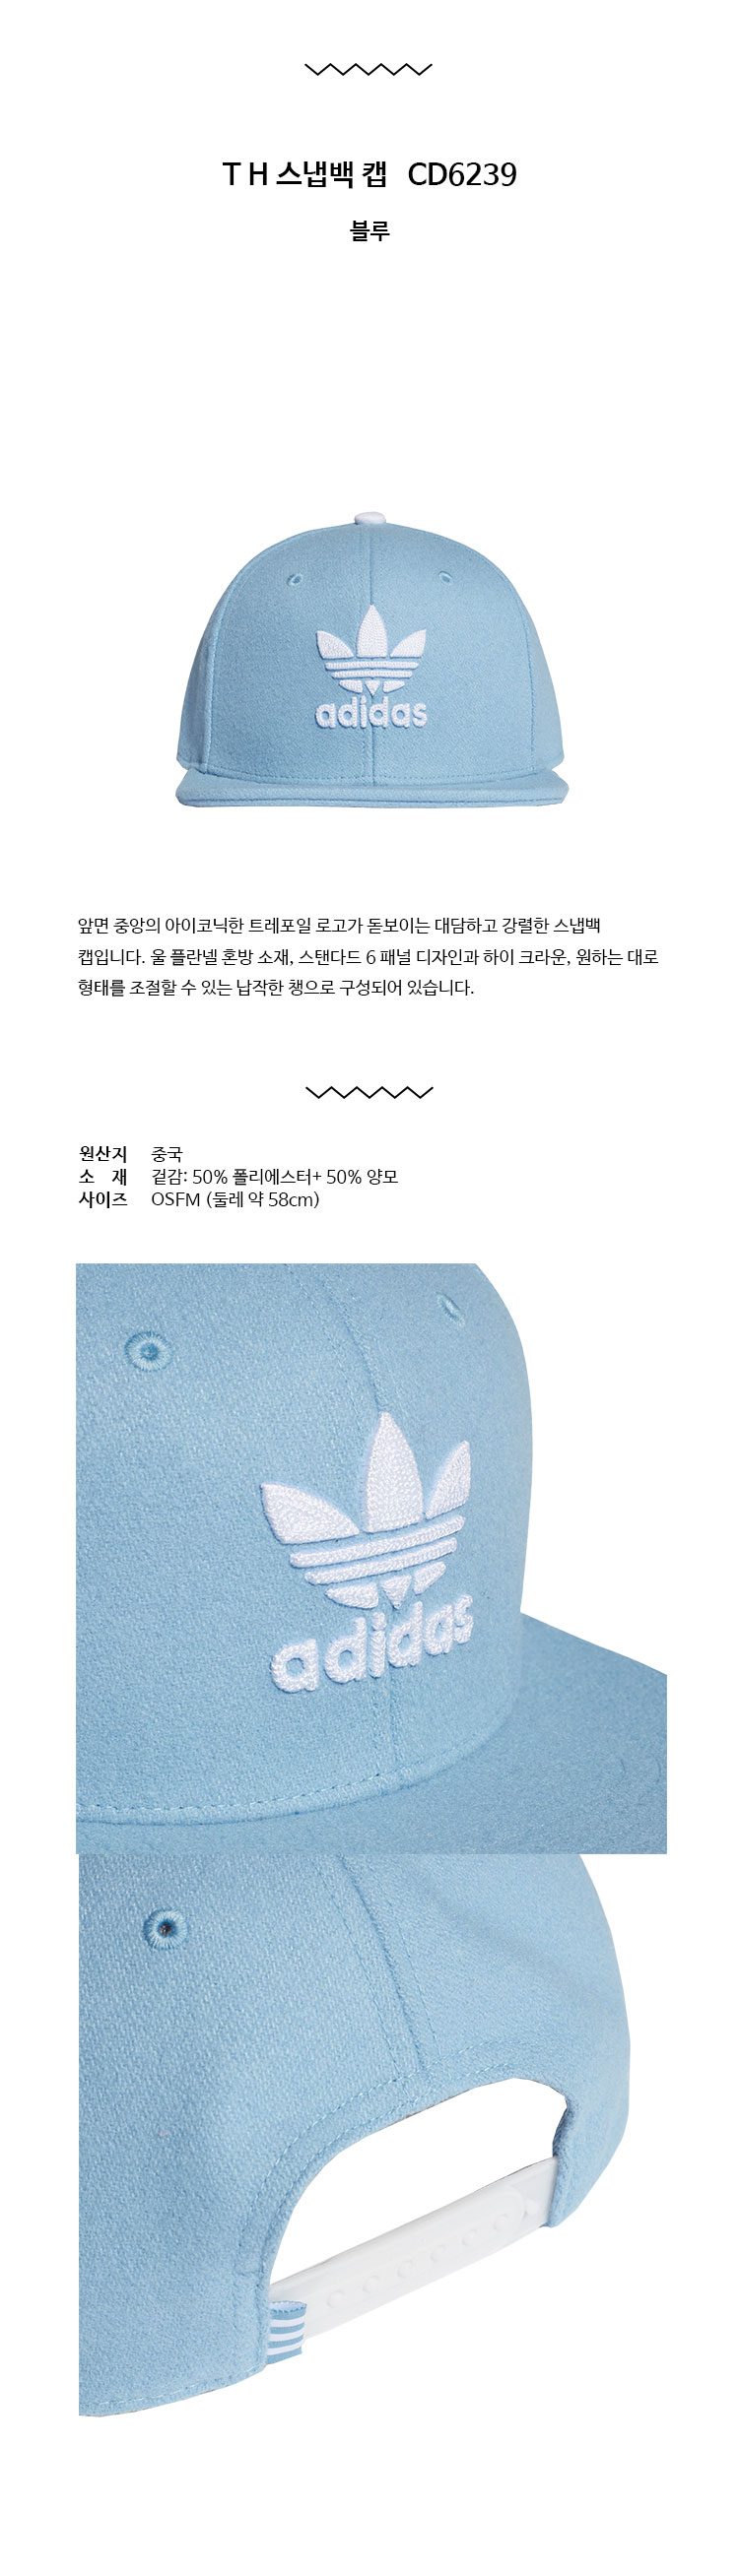 T H 스냅백 캡 CD6239
블루
adidas
앞면 중앙의 아이코닉한 트레포일 로고가 돋보이는 대담하고 강렬한 스냅백
캡입니다. 울 플란넬 혼방 소재, 스탠다드 6 패널 디자인과 하이 크라운, 원하는 대로
형태를 조절할 수 있는 납작한 챙으로 구성되어 있습니다.
원산지 중국
소 재 겉감: 50% 폴리에스터+ 50% 양모
사이즈 OSFM (둘레 약 58cm)
adidas